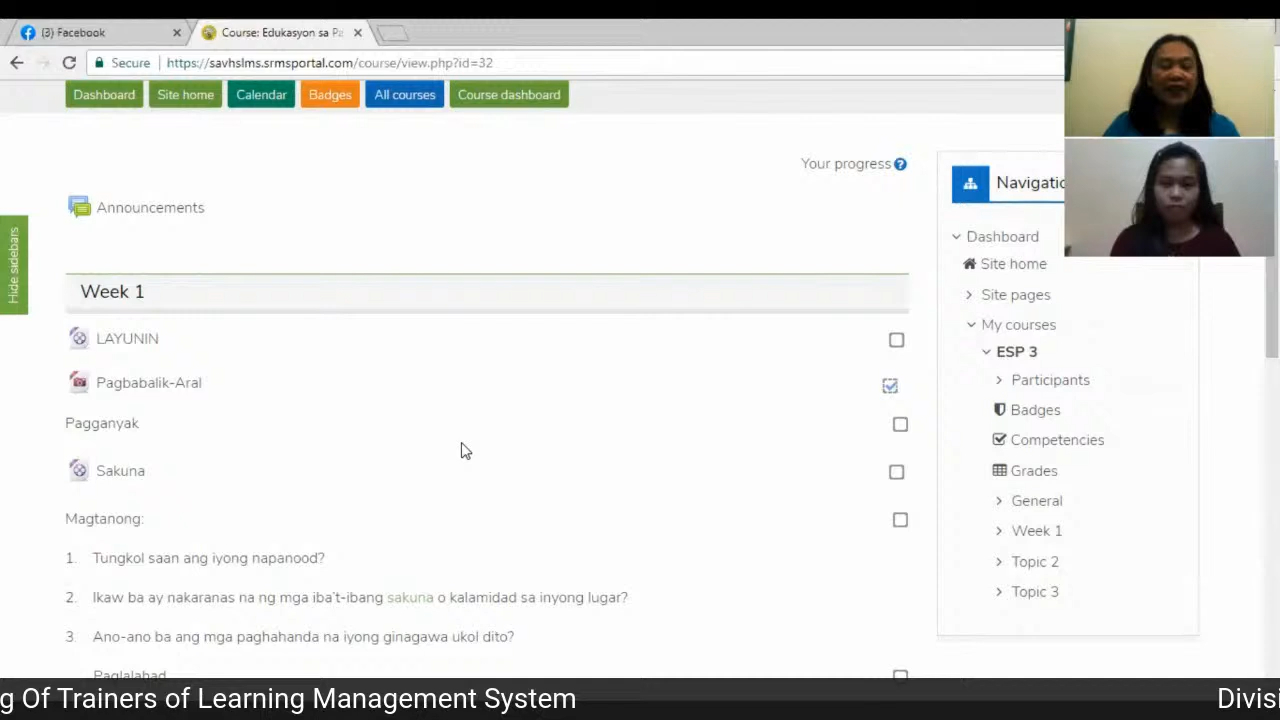 (3) Facebook
Course: Edukasyon sa Pa
Secure
https://savhslms.srmsportal.com/course/view.php?id=32
Dashboard
Site home
Calendar
Badges
All courses
Course dashboard
Your progress
Announcements
Hide sidebars
Week 1
LAYUNIN
Pagbabalik-Aral
Pagganyak
Sakuna
Magtanong:
1. Tungkol saan ang iyong napanood?
2. Ikaw ba ay nakaranas na ng mga iba't-ibang sakuna o kalamidad sa inyong lugar?
3. Ano-ano ba ang mga paghahanda na iyong ginagawa ukol dito?
Paglalahad
Navigatio
Dashboard
Site home
Site pages
My courses
ESP 3
Participants
Badges
Competencies
Grades
General
Week 1
Topic 2
Topic 3
g Of Trainers of Learning Management System
Divisi